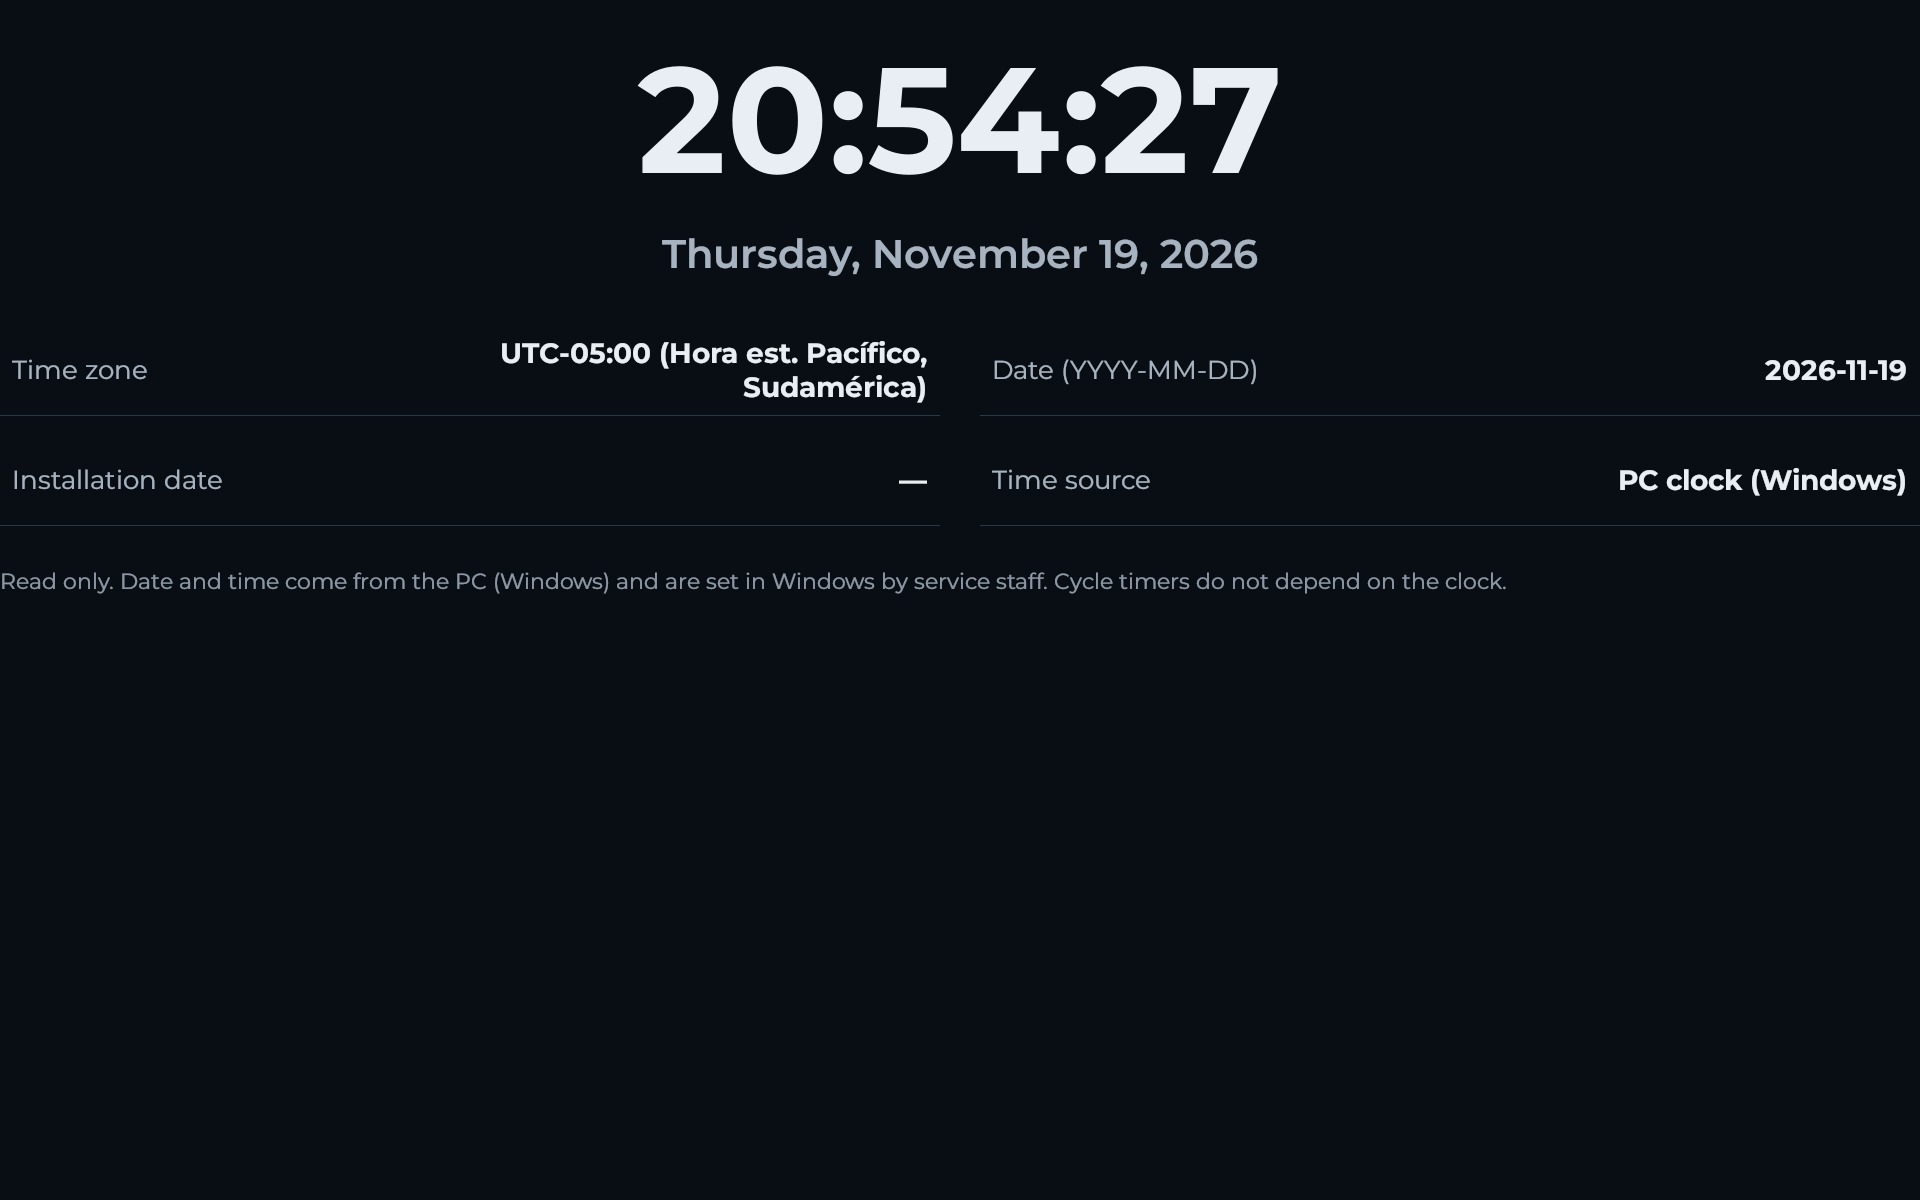 20:54:27
Thursday, November 19, 2026
Time zone
UTC-05:00 (Hora est. Pacífico,
Sudamérica)
Date (YYYY-MM-DD)
2026-11-19
Installation date
—
Time source
PC clock (Windows)
Read only. Date and time come from the PC (Windows) and are set in Windows by service staff. Cycle timers do not depend on the clock.